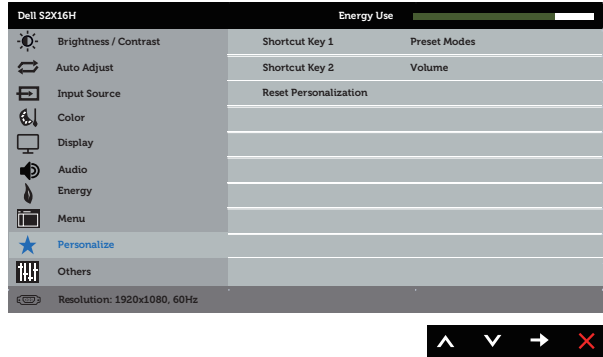 Dell S2X16H Energy Use
Brightness / Contrast Shortcut Key 1 Preset Modes
Auto Adjust Shortcut Key 2 Volume
Input Source Reset Personalization
Color
Display
Audio
Energy
Menu
Personalize
Others
Resolution: 1920x1080, 60Hz